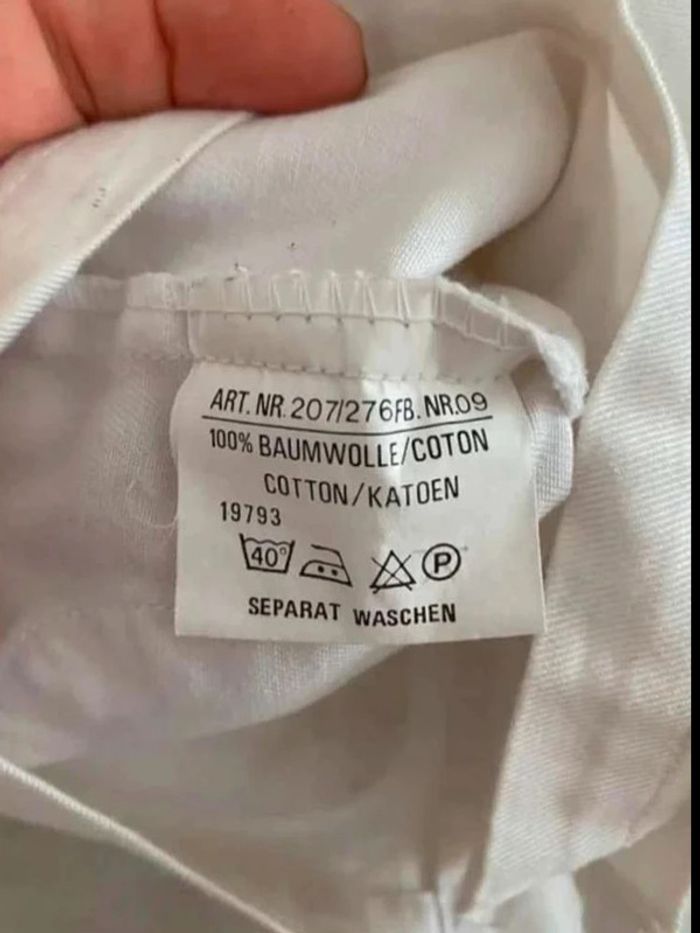 ART. NR. 207/276 FB. NR.09
100% BAUMWOLLE/COTON
COTTON/KATOEN
19793
40° P
SEPARAT WASCHEN